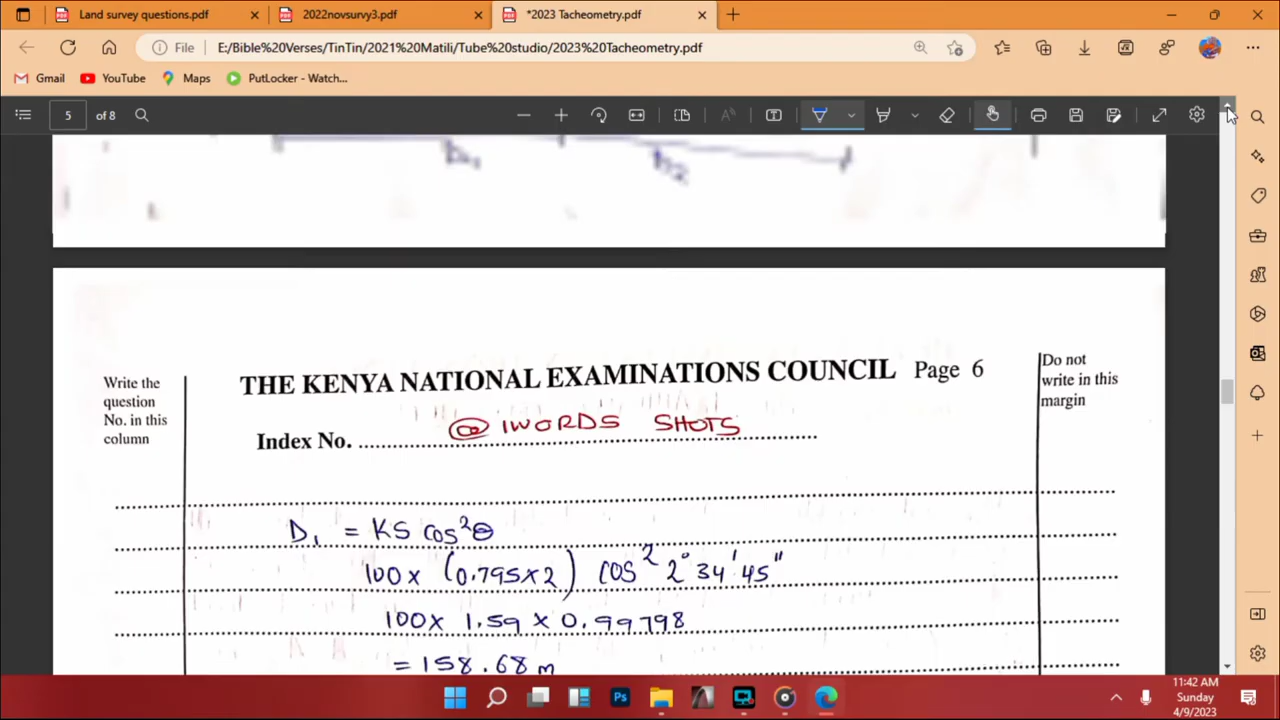 Land survey questions.pdf
2022novsurvy3.pdf
*2023 Tacheometry.pdf
File
E:/Bible%20Verses/TinTin/2021%20Matili/Tube%20studio/2023%20Tacheometry.pdf
Gmail
YouTube
Maps
PutLocker - Watch...
5 of 8
h2
Write the
question
No. in this
column
THE KENYA NATIONAL EXAMINATIONS COUNCIL Page 6
Do not
write in this
margin
Index No. @ 1WORDS SHOTS
D₁ = KS Cos²θ
100x (0.795x2) COS² 2° 34' 45"
100x 1.59 x 0.99798
= 158.68 m
11:42 AM
Sunday
4/9/2023